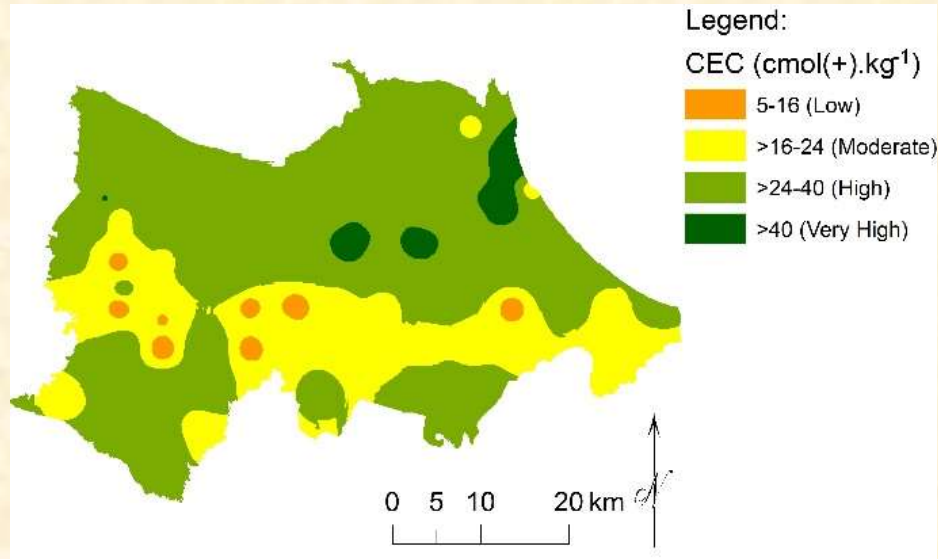 Legend:
CEC (cmol(+).kg⁻¹)
5-16 (Low)
>16-24 (Moderate)
>24-40 (High)
>40 (Very High)
0 5 10 20 km
N